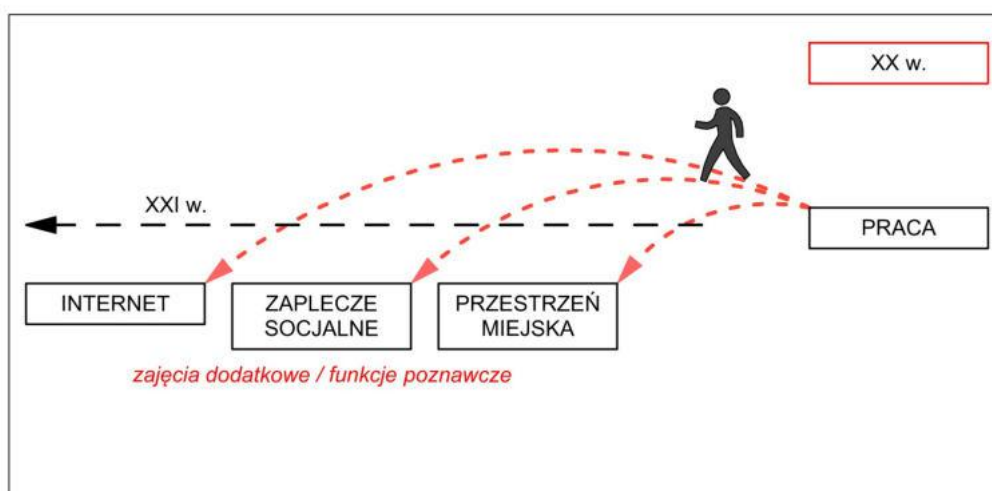 XX w.
XXI w.
PRACA
INTERNET
ZAPLECZE
SOCJALNE
PRZESTRZEŃ
MIEJSKA
zajęcia dodatkowe / funkcje poznawcze